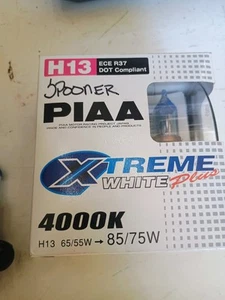 H13
ECE R37
DOT Compliant
Spooner
PIAA
XTREME
WHITE Plus
4000K
H13 65/55W → 85/75W